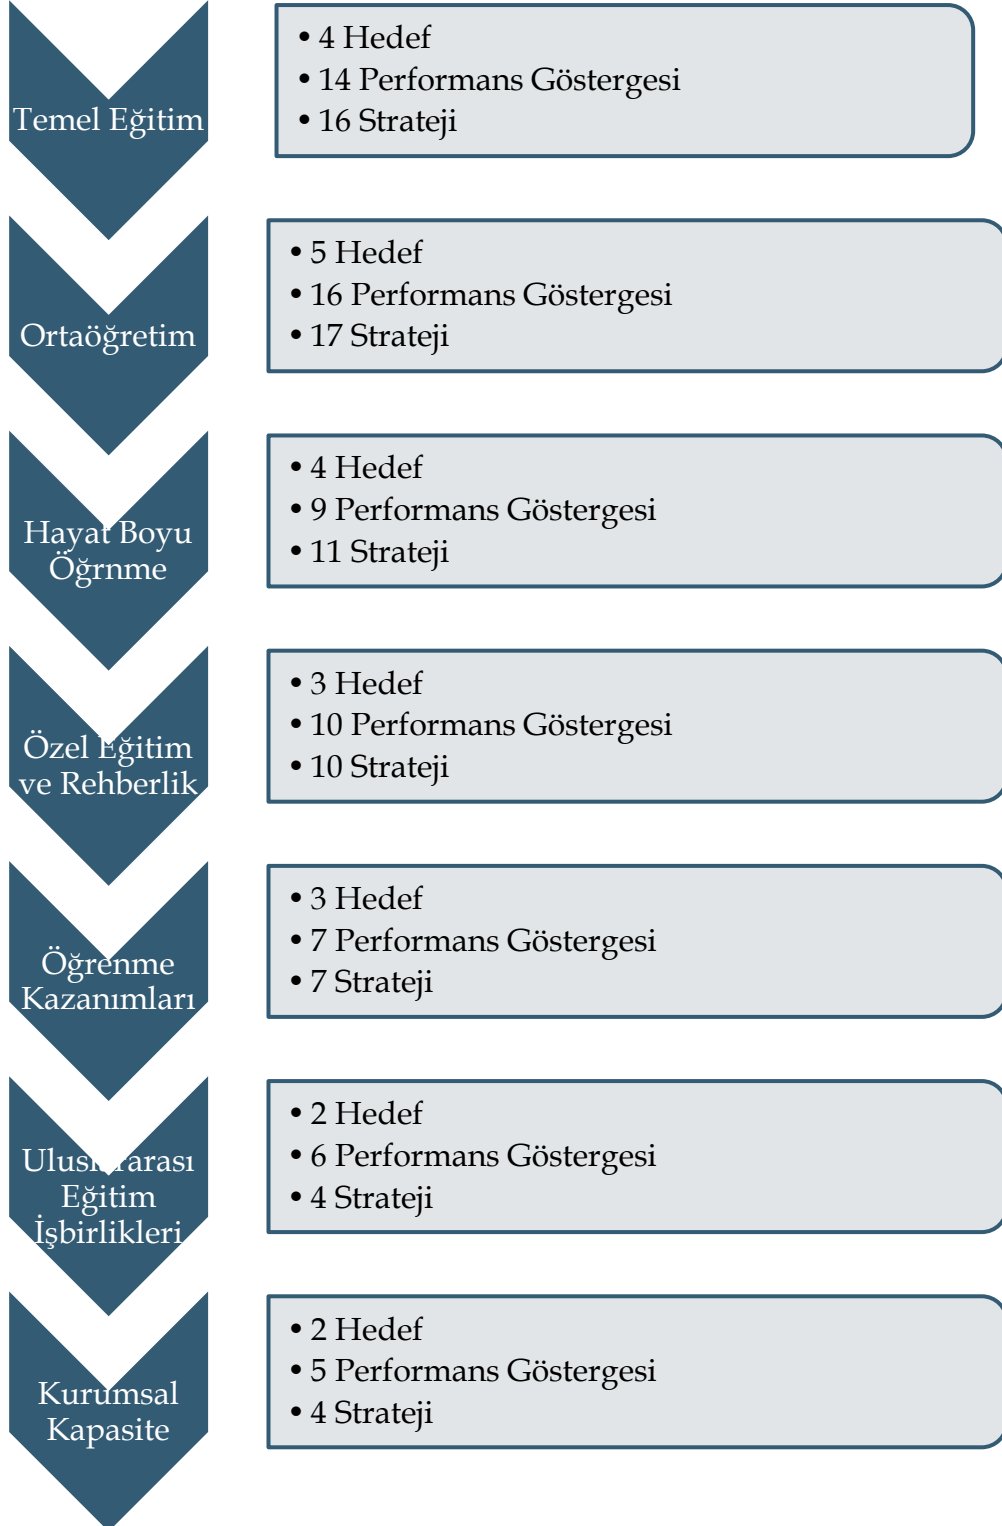 Temel Eğitim
• 4 Hedef
• 14 Performans Göstergesi
• 16 Strateji
Ortaöğretim
• 5 Hedef
• 16 Performans Göstergesi
• 17 Strateji
Hayat Boyu
Öğrnme
• 4 Hedef
• 9 Performans Göstergesi
• 11 Strateji
Özel Eğitim
ve Rehberlik
• 3 Hedef
• 10 Performans Göstergesi
• 10 Strateji
Öğrenme
Kazanımları
• 3 Hedef
• 7 Performans Göstergesi
• 7 Strateji
Uluslararası
Eğitim
İşbirlikleri
• 2 Hedef
• 6 Performans Göstergesi
• 4 Strateji
Kurumsal
Kapasite
• 2 Hedef
• 5 Performans Göstergesi
• 4 Strateji